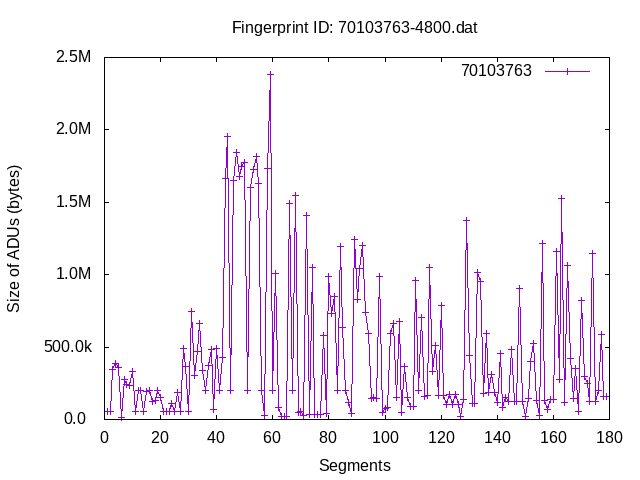 Fingerprint ID: 70103763-4800.dat
70103763
2.5M
2.0M
1.5M
1.0M
500.0k
0.0
Size of ADUs (bytes)
0 20 40 60 80 100 120 140 160 180
Segments